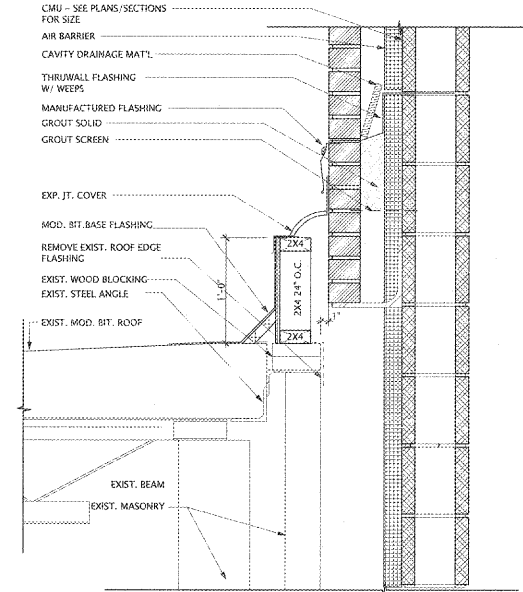 CMU - SEE PLANS/SECTIONS
FOR SIZE
AIR BARRIER
CAVITY DRAINAGE MAT'L
THRUWALL FLASHING
W/ WEEPS
MANUFACTURED FLASHING
GROUT SOLID
GROUT SCREEN
EXP. JT. COVER
MOD. BIT.BASE FLASHING
REMOVE EXIST. ROOF EDGE
FLASHING
EXIST. WOOD BLOCKING
EXIST. STEEL ANGLE
EXIST. MOD. BIT. ROOF
1'-0"
2X4
2X4 24" O.C.
2X4
1"
EXIST. BEAM
EXIST. MASONRY